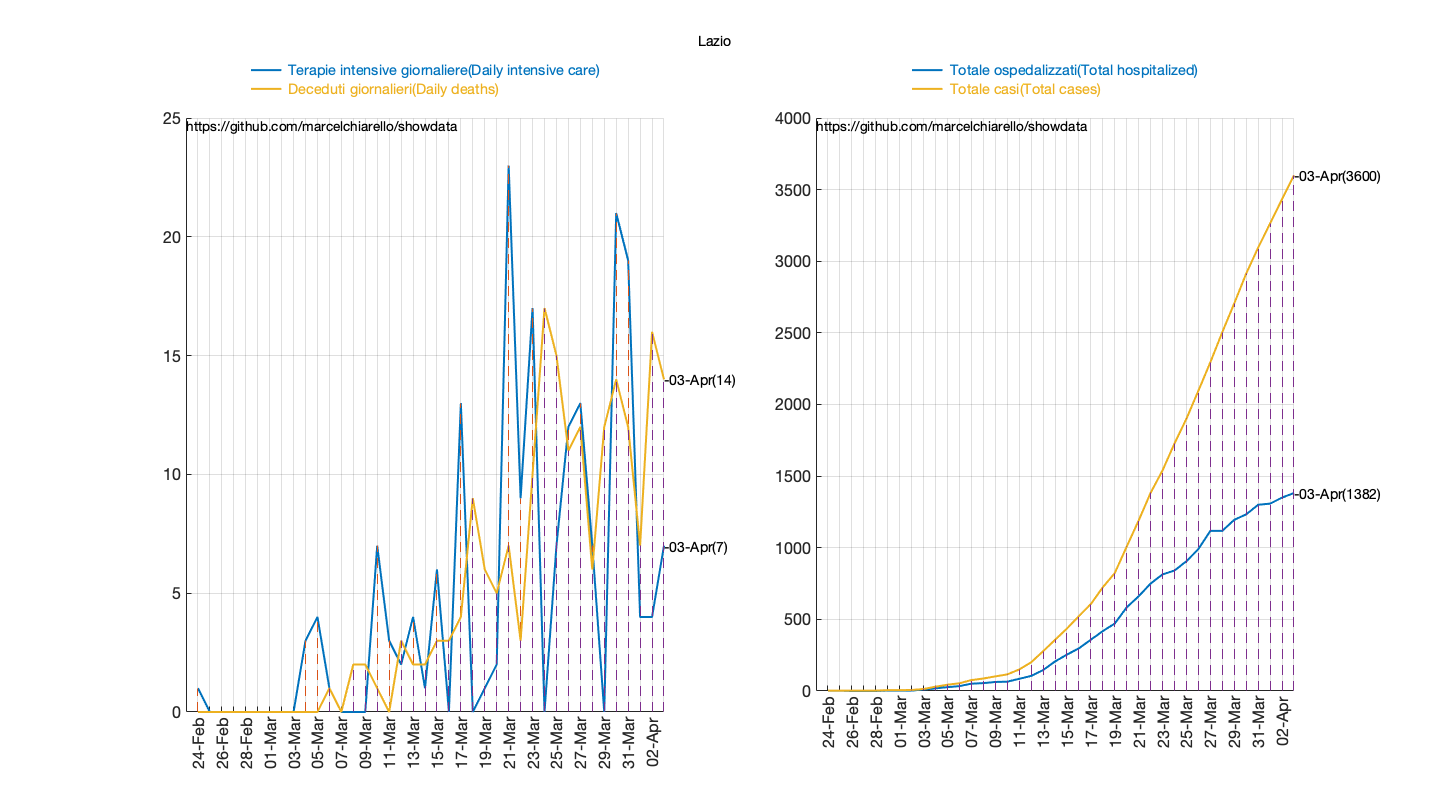 Lazio
Terapie intensive giornaliere(Daily intensive care)
Deceduti giornalieri(Daily deaths)
https://github.com/marcelchiarello/showdata
25
20
15
10
5
0
-03-Apr(14)
-03-Apr(7)
24-Feb
26-Feb
28-Feb
01-Mar
03-Mar
05-Mar
07-Mar
09-Mar
11-Mar
13-Mar
15-Mar
17-Mar
19-Mar
21-Mar
23-Mar
25-Mar
27-Mar
29-Mar
31-Mar
02-Apr
Totale ospedalizzati(Total hospitalized)
Totale casi(Total cases)
https://github.com/marcelchiarello/showdata
4000
3500
3000
2500
2000
1500
1000
500
0
-03-Apr(3600)
-03-Apr(1382)
24-Feb
26-Feb
28-Feb
01-Mar
03-Mar
05-Mar
07-Mar
09-Mar
11-Mar
13-Mar
15-Mar
17-Mar
19-Mar
21-Mar
23-Mar
25-Mar
27-Mar
29-Mar
31-Mar
02-Apr